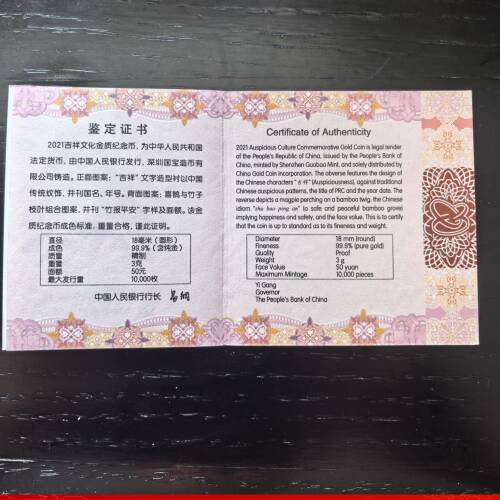 鉴定证书
2021吉祥文化金质纪念币，为中华人民共和国
法定货币，由中国人民银行发行，深圳国宝造币有
限公司铸造。正面图案：“吉祥”文字造型衬以中国
传统纹饰，并刊国名、年号。背面图案：喜鹊与竹子
枝叶组合图案，并刊“竹报平安”字样及面额。该金
质纪念币成色标准，重量合格，谨此证明。
直径 18毫米（圆形）
成色 99.9%（含纯金）
质量 精制
重量 3克
面额 50元
最大发行量 10,000枚
中国人民银行行长 易纲
Certificate of Authenticity
2021 Auspicious Culture Commemorative Gold Coin is legal tender
of the People's Republic of China, issued by the People's Bank of
China, minted by Shenzhen Guobao Mint, and solely distributed by
China Gold Coin Incorporation. The obverse features the design of
the Chinese characters "吉祥" (Auspiciousness), against traditional
Chinese auspicious patterns, the title of PRC and the year date. The
reverse depicts a magpie perching on a bamboo twig, the Chinese
idiom "zhu bao ping an" (a safe and peaceful bamboo grove)
implying happiness and safety, and the face value. This is to certify
that the coin is up to standard as to its fineness and weight.
Diameter 18 mm (round)
Fineness 99.9% (pure gold)
Quality Proof
Weight 3 g
Face Value 50 yuan
Maximum Mintage 10,000 pieces
Yi Gang
Governor
The People's Bank of China